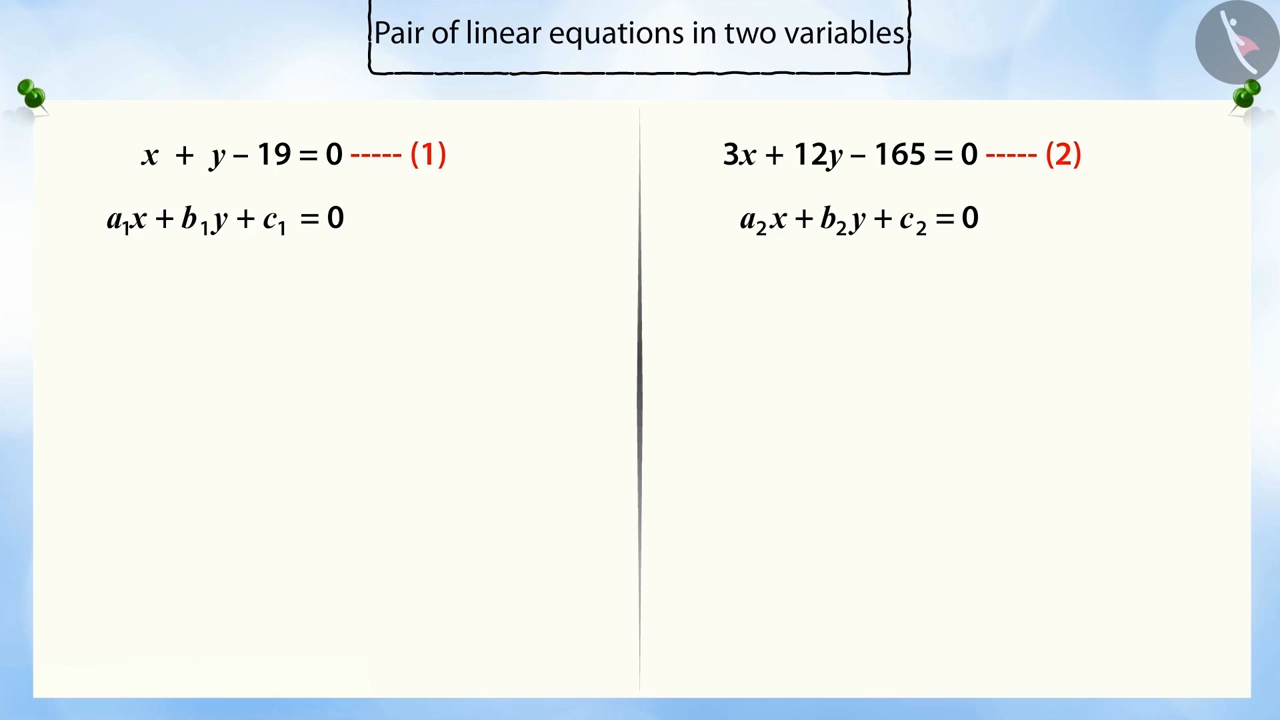 Pair of linear equations in two variables
x + y – 19 = 0 ----- (1)
a₁x + b₁y + c₁ = 0
3x + 12y – 165 = 0 ----- (2)
a₂x + b₂y + c₂ = 0